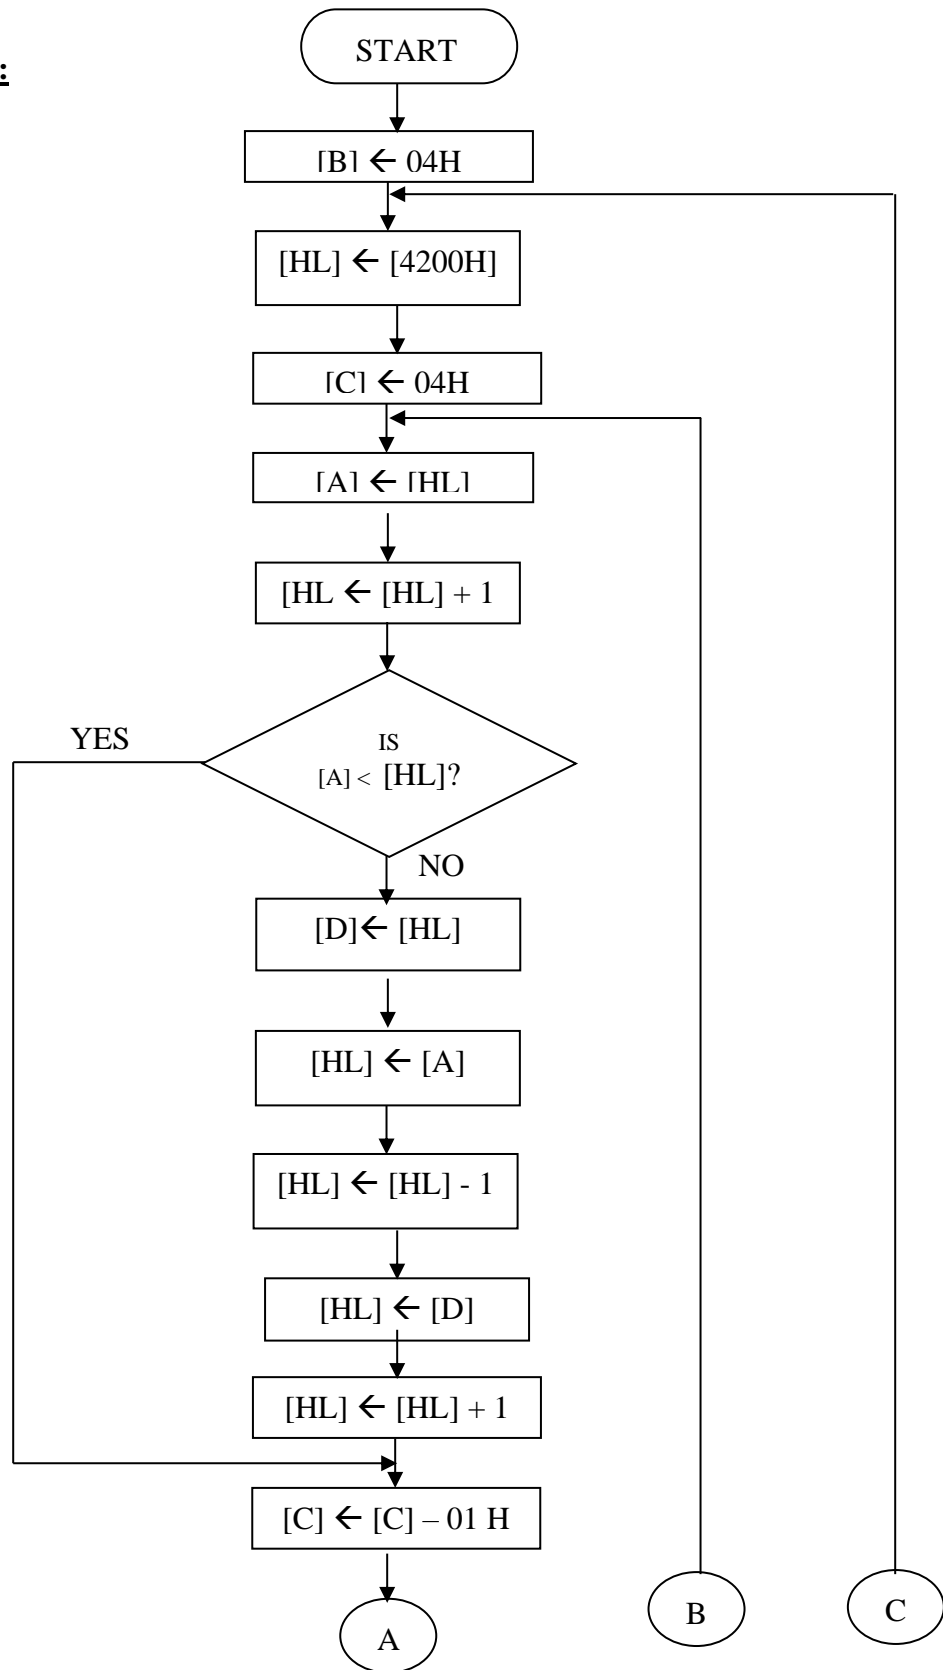 :
START
[B] ← 04H
[HL] ← [4200H]
[C] ← 04H
[A] ← [HL]
[HL ← [HL] + 1
YES
IS
[A] < [HL]?
NO
[D] ← [HL]
[HL] ← [A]
[HL] ← [HL] - 1
[HL] ← [D]
[HL] ← [HL] + 1
[C] ← [C] – 01 H
A
B
C